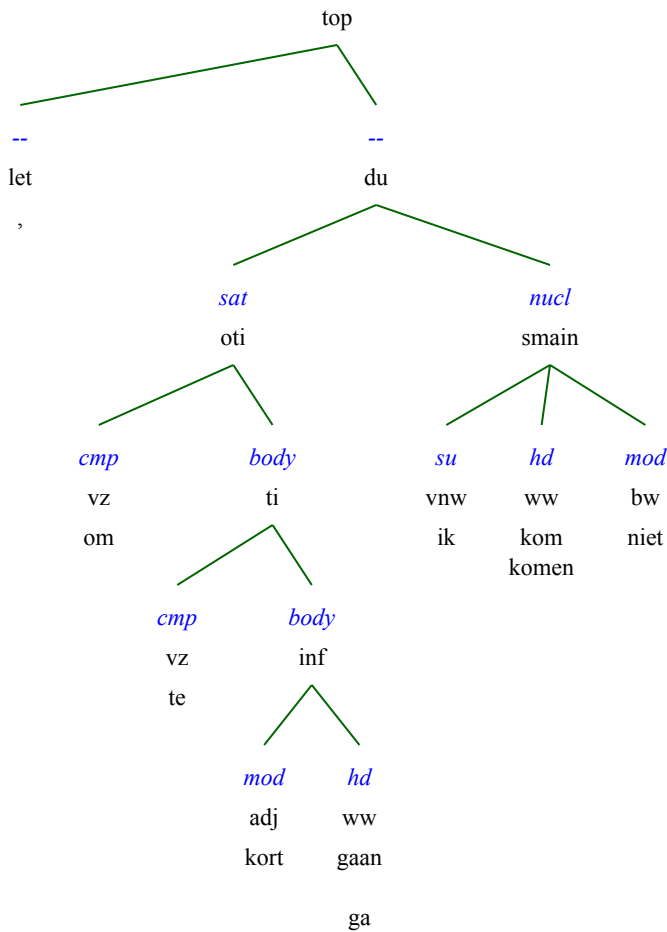 top
-- --
let du
,
sat nucl
oti smain
cmp body su hd mod
vz ti vnw ww bw
om ik kom niet
komen
cmp body
vz inf
te
mod hd
adj ww
kort gaan
ga